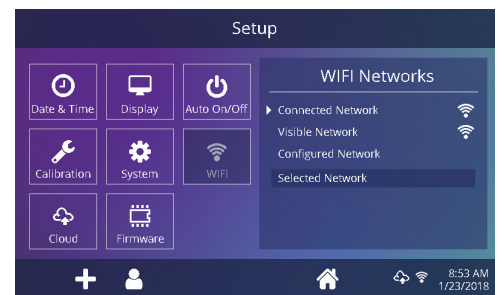 Setup
Date & Time
Display
Auto On/Off
Calibration
System
WIFI
Cloud
Firmware
WIFI Networks
Connected Network
Visible Network
Configured Network
Selected Network
8:53 AM
1/23/2018